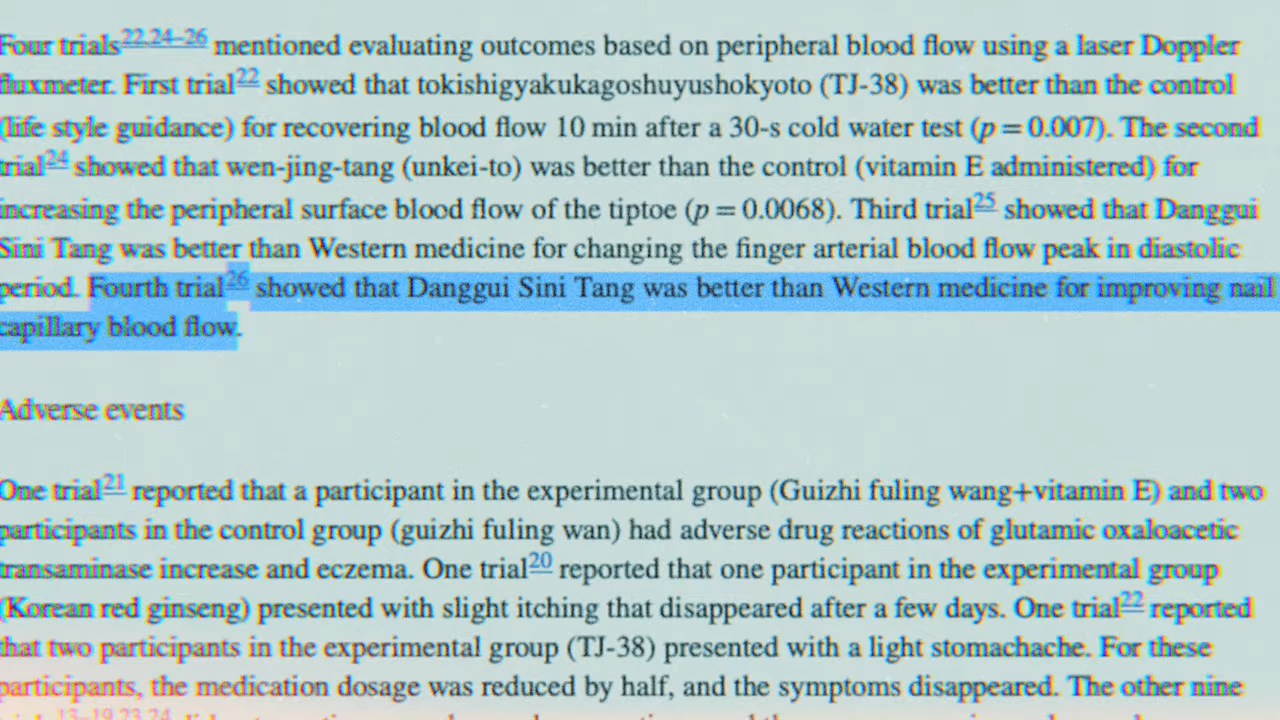 Four trials22,24–26 mentioned evaluating outcomes based on peripheral blood flow using a laser Doppler
fluxmeter. First trial22 showed that tokishigyakukagoshuyushokyoto (TJ-38) was better than the control
(life style guidance) for recovering blood flow 10 min after a 30-s cold water test (p = 0.007). The second
trial24 showed that wen-jing-tang (unkei-to) was better than the control (vitamin E administered) for
increasing the peripheral surface blood flow of the tiptoe (p = 0.0068). Third trial25 showed that Danggui
Sini Tang was better than Western medicine for changing the finger arterial blood flow peak in diastolic
period. Fourth trial26 showed that Danggui Sini Tang was better than Western medicine for improving nail
capillary blood flow.
Adverse events
One trial21 reported that a participant in the experimental group (Guizhi fuling wang+vitamin E) and two
participants in the control group (guizhi fuling wan) had adverse drug reactions of glutamic oxaloacetic
transaminase increase and eczema. One trial20 reported that one participant in the experimental group
(Korean red ginseng) presented with slight itching that disappeared after a few days. One trial22 reported
that two participants in the experimental group (TJ-38) presented with a light stomachache. For these
participants, the medication dosage was reduced by half, and the symptoms disappeared. The other nine
13–19,23,24